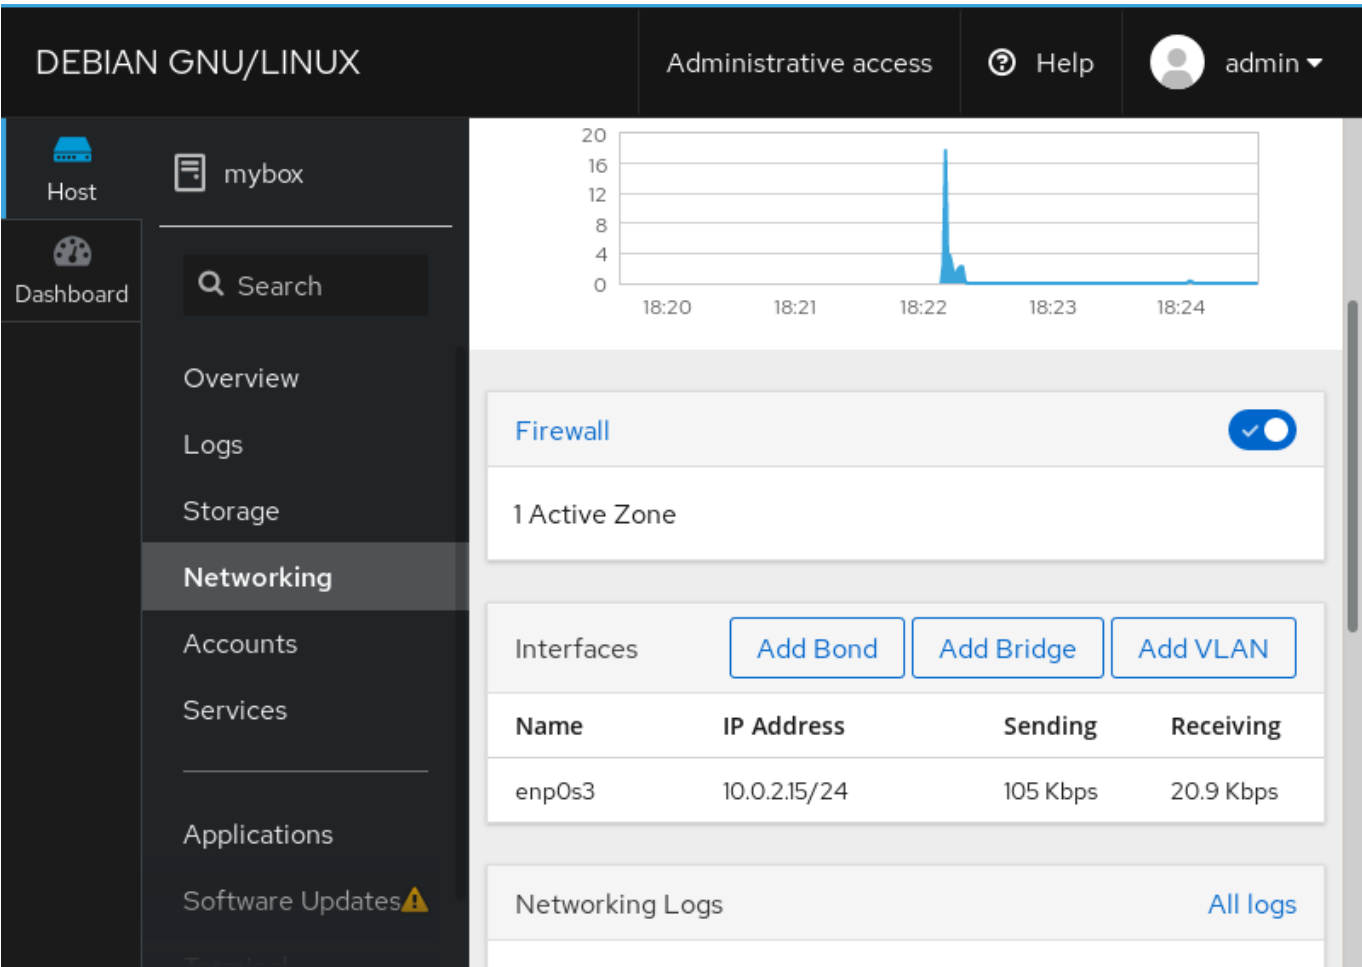 DEBIAN GNU/LINUX
Administrative access
Help
admin
Host
Dashboard
mybox
Search
Overview
Logs
Storage
Networking
Accounts
Services
Applications
Software Updates
Terminal
20
16
12
8
4
0
18:20 18:21 18:22 18:23 18:24
Firewall
1 Active Zone
Interfaces Add Bond Add Bridge Add VLAN
Name IP Address Sending Receiving
enp0s3 10.0.2.15/24 105 Kbps 20.9 Kbps
Networking Logs All logs